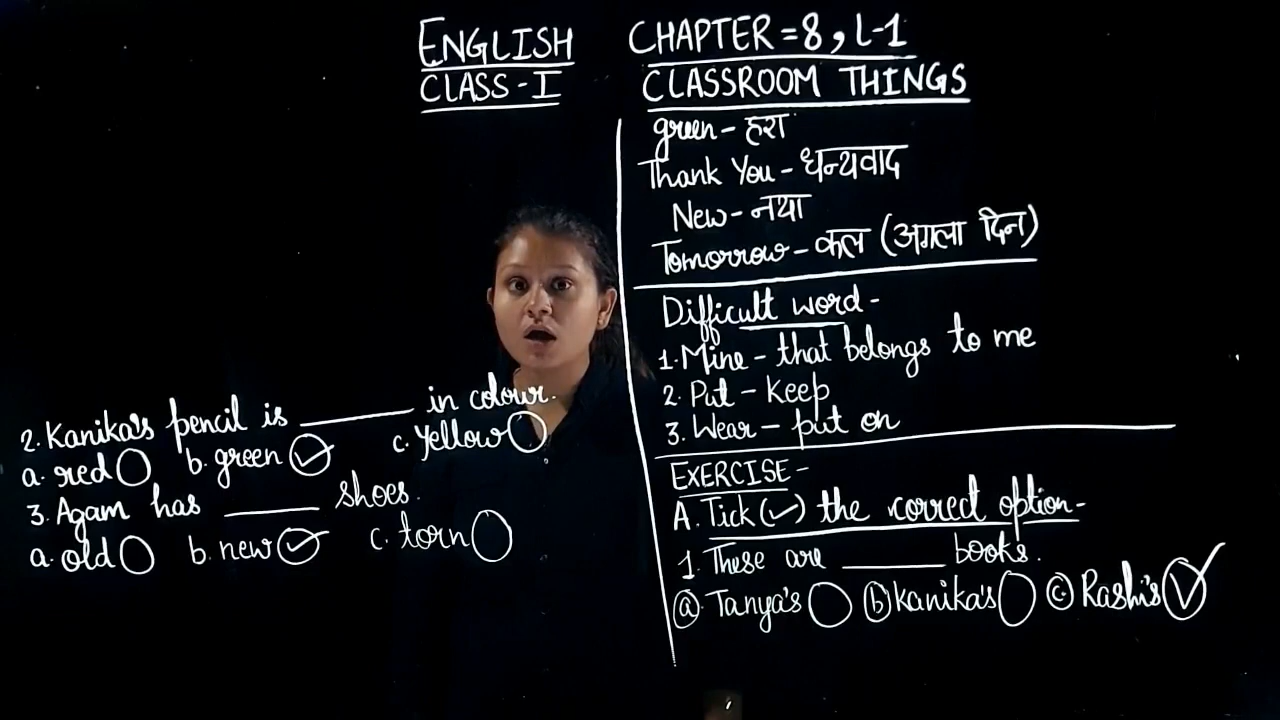 ENGLISH
CLASS-I
CHAPTER=8, L-1
CLASSROOM THINGS
green-हरा
Thank You-धन्यवाद
New-नया
Tomorrow-कल (अगला दिन)
Difficult word-
1. Mine-that belongs to me
2. Put-Keep
3. Wear-put on
EXERCISE-
A. Tick(✓) the correct option-
1. These are ______ books.
ⓐ. Tanya's ◯ ⓑ Kanika's ◯ ⓒ Rashi's ✓
2. Kanika's pencil is ______ in colour.
a. red ◯ b. green ✓ c. Yellow ◯
3. Agam has ______ shoes.
a. old ◯ b. new ✓ c. torn ◯